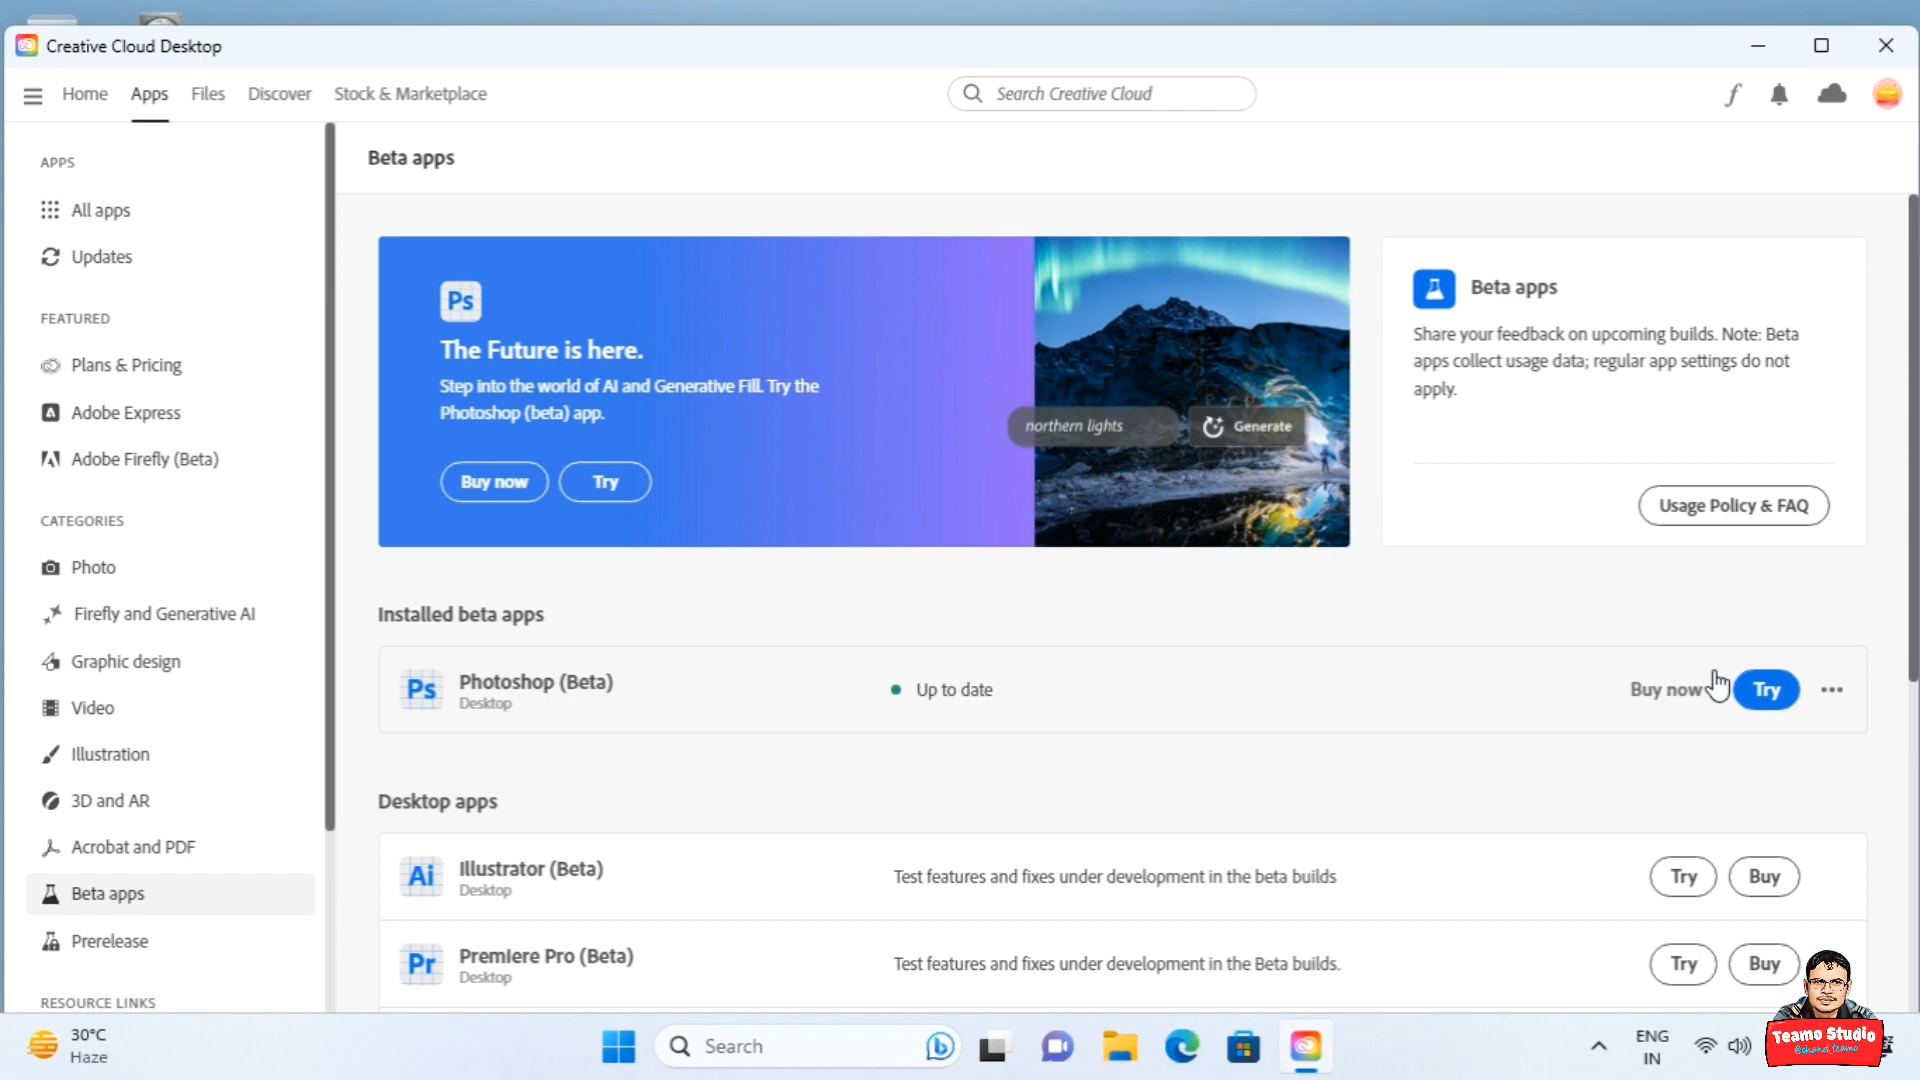 Creative Cloud Desktop
Home
Apps
Files
Discover
Stock & Marketplace
Search Creative Cloud
f
APPS
All apps
Updates
FEATURED
Plans & Pricing
Adobe Express
Adobe Firefly (Beta)
CATEGORIES
Photo
Firefly and Generative AI
Graphic design
Video
Illustration
3D and AR
Acrobat and PDF
Beta apps
Prerelease
RESOURCE LINKS
Beta apps
Ps
The Future is here.
Step into the world of AI and Generative Fill. Try the
Photoshop (beta) app.
Buy now
Try
northern lights
Generate
Beta apps
Share your feedback on upcoming builds. Note: Beta
apps collect usage data; regular app settings do not
apply.
Usage Policy & FAQ
Installed beta apps
Ps
Photoshop (Beta)
Desktop
Up to date
Buy now
Try
Desktop apps
Ai
Illustrator (Beta)
Desktop
Test features and fixes under development in the beta builds
Try
Buy
Pr
Premiere Pro (Beta)
Desktop
Test features and fixes under development in the Beta builds.
Try
Buy
30°C
Haze
Search
ENG
IN
Teamo Studio
@chand_teamo